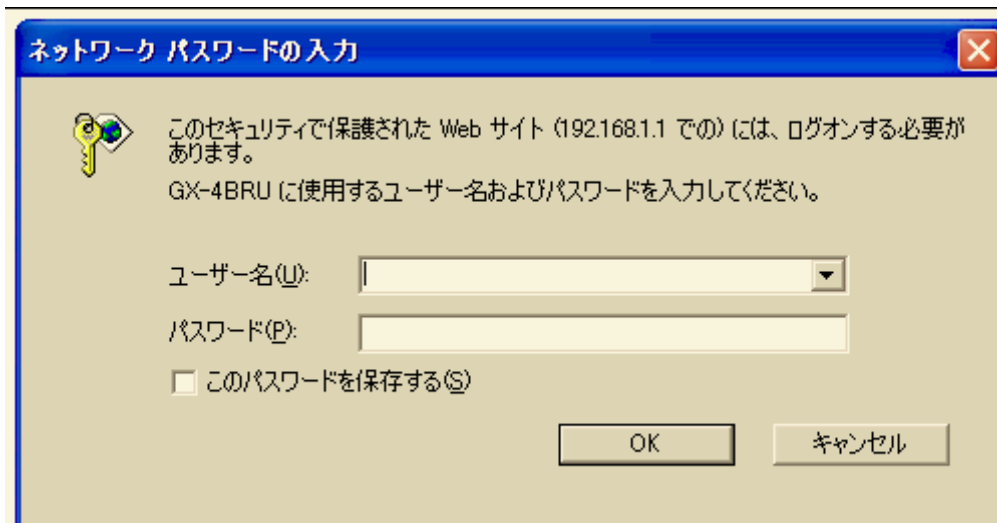 ネットワーク パスワードの入力
このセキュリティで保護された Web サイト (192.168.1.1 での) には、ログオンする必要が
あります。
GX-4BRU に使用するユーザー名およびパスワードを入力してください。
ユーザー名(U):
パスワード(P):
このパスワードを保存する(S)
OK キャンセル